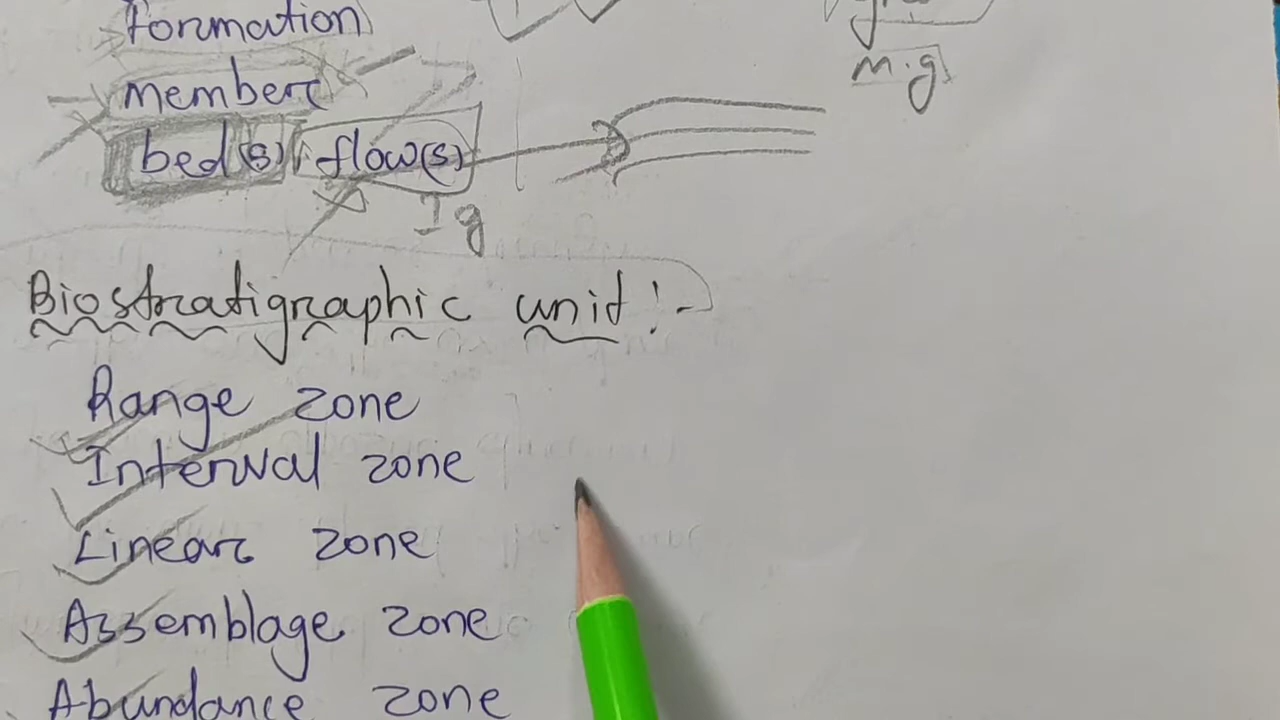 Formation
member
bed(s) flow(s)
Ig
m.g
Biostratigraphic unit :-
Range zone
Interval zone
Linear zone
Assemblage zone
Abundance zone